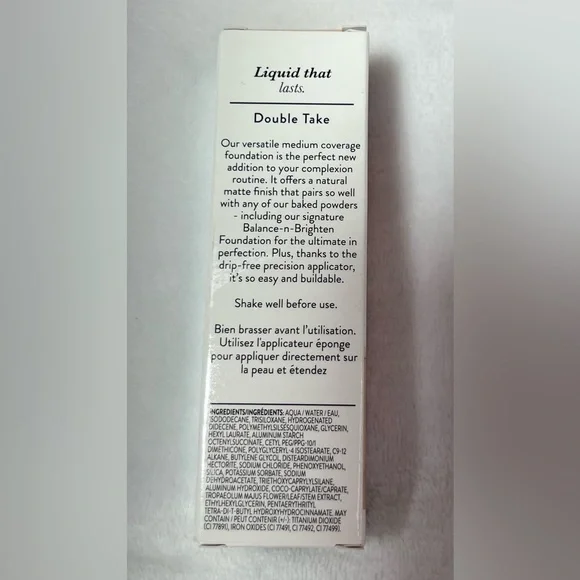 Liquid that
lasts.
Double Take
Our versatile medium coverage
foundation is the perfect new
addition to your complexion
routine. It offers a natural
matte finish that pairs so well
with any of our baked powders
- including our signature
Balance-n-Brighten
Foundation for the ultimate in
perfection. Plus, thanks to the
drip-free precision applicator,
it's so easy and buildable.
Shake well before use.
Bien brasser avant l'utilisation.
Utilisez l'applicateur éponge
pour appliquer directement sur
la peau et étendez
INGREDIENTS/INGRÉDIENTS: AQUA / WATER / EAU,
ISODODECANE, TRISILOXANE, HYDROGENATED
DIDECENE, POLYMETHYLSILSESQUIOXANE, GLYCERIN,
HEXYL LAURATE, ALUMINUM STARCH
OCTENYLSUCCINATE, CETYL PEG/PPG-10/1
DIMETHICONE, POLYGLYCERYL-4 ISOSTEARATE, C9-12
ALKANE, BUTYLENE GLYCOL, DISTEARDIMONIUM
HECTORITE, SODIUM CHLORIDE, PHENOXYETHANOL,
SILICA, POTASSIUM SORBATE, SODIUM
DEHYDROACETATE, TRIETHOXYCAPRYLYLSILANE,
ALUMINUM HYDROXIDE, COCO-CAPRYLATE/CAPRATE,
TROPAEOLUM MAJUS FLOWER/LEAF/STEM EXTRACT,
ETHYLHEXYLGLYCERIN, PENTAERYTHRITYL
TETRA-DI-T-BUTYL HYDROXYHYDROCINNAMATE. MAY
CONTAIN / PEUT CONTENIR (+/-): TITANIUM DIOXIDE
(CI 77891), IRON OXIDES (CI 77491, CI 77492, CI 77499).